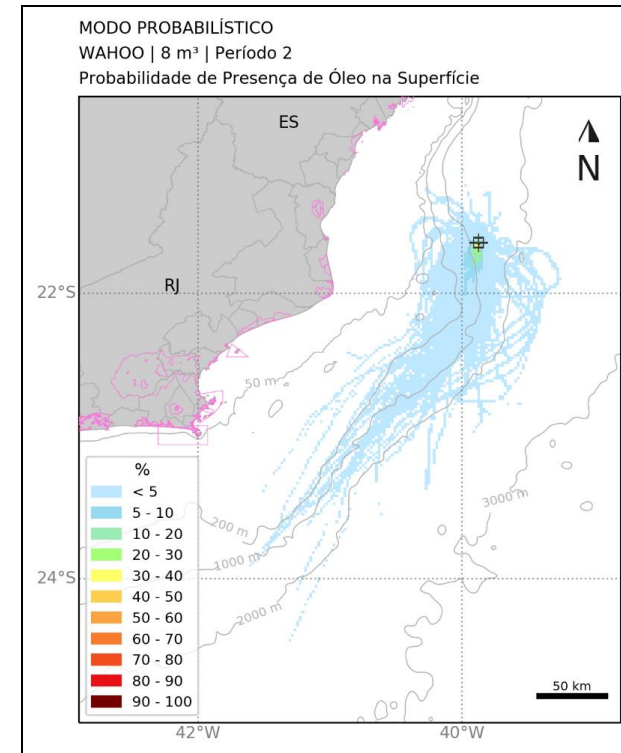 MODO PROBABILÍSTICO
WAHOO | 8 m³ | Período 2
Probabilidade de Presença de Óleo na Superfície
ES
N
RJ
22°S
50 m
%
< 5
5 - 10
10 - 20
20 - 30
30 - 40
40 - 50
50 - 60
60 - 70
70 - 80
80 - 90
90 - 100
200 m
1000 m
2000 m
3000 m
24°S
50 km
42°W
40°W